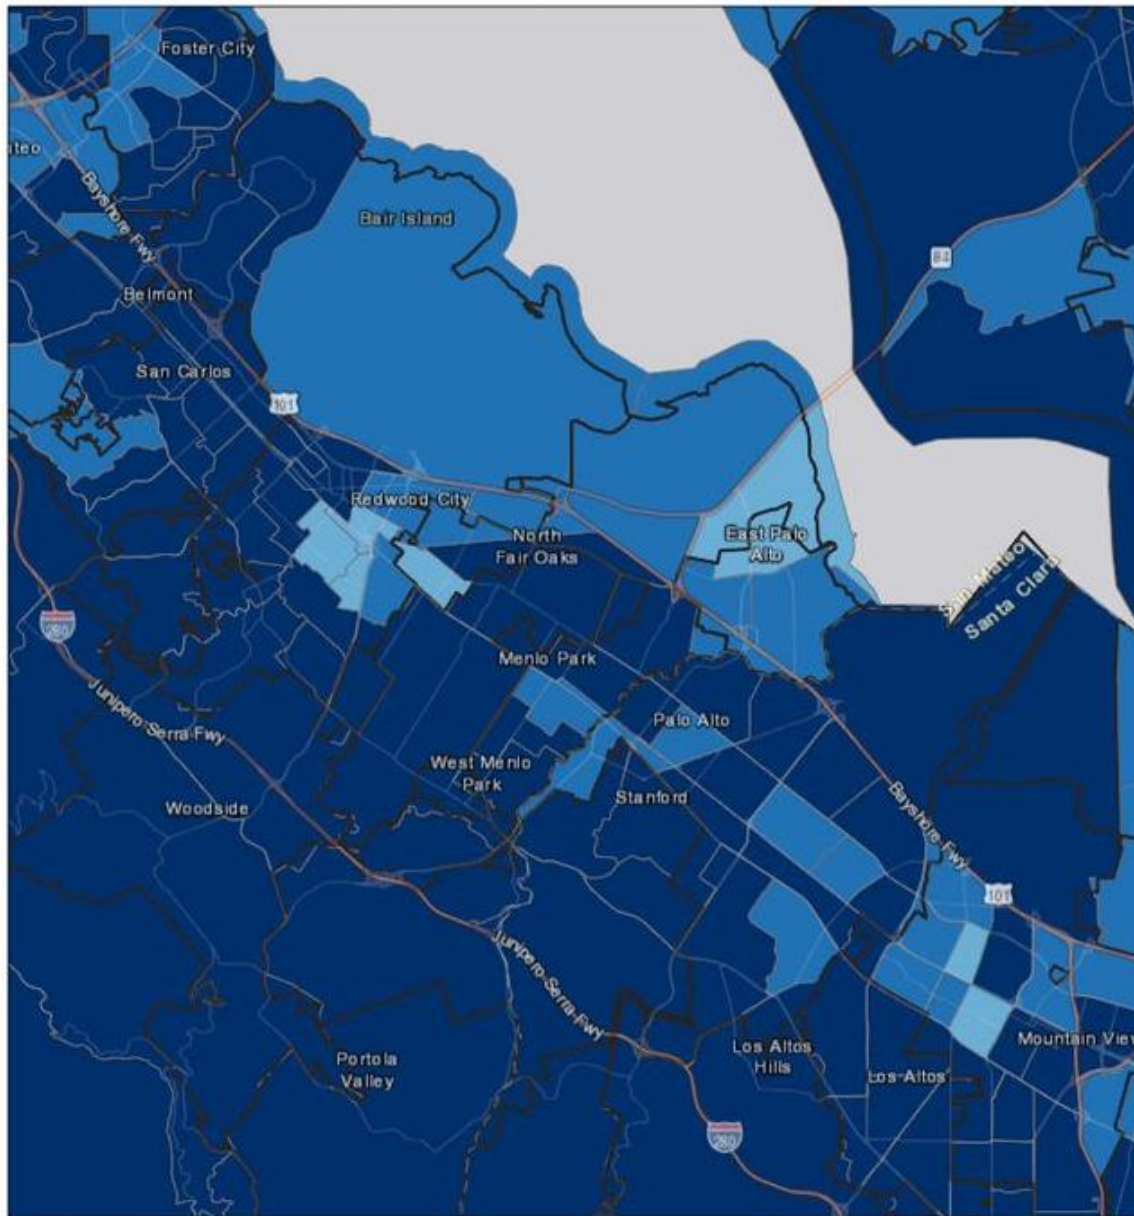 Foster City
ateo
Bayshore Fwy
Bair Island
84
Belmont
San Carlos
101
Redwood City
North
Fair Oaks
East Palo
Alto
San Mateo
Santa Clara
280
Menlo Park
Junipero-Serra-Fwy
Palo Alto
West Menlo
Park
Stanford
Woodside
Bayshore-Fwy
101
Junipero-Serra-Fwy
Mountain View
Los Altos
Hills
Portola
Valley
Los-Altos
280